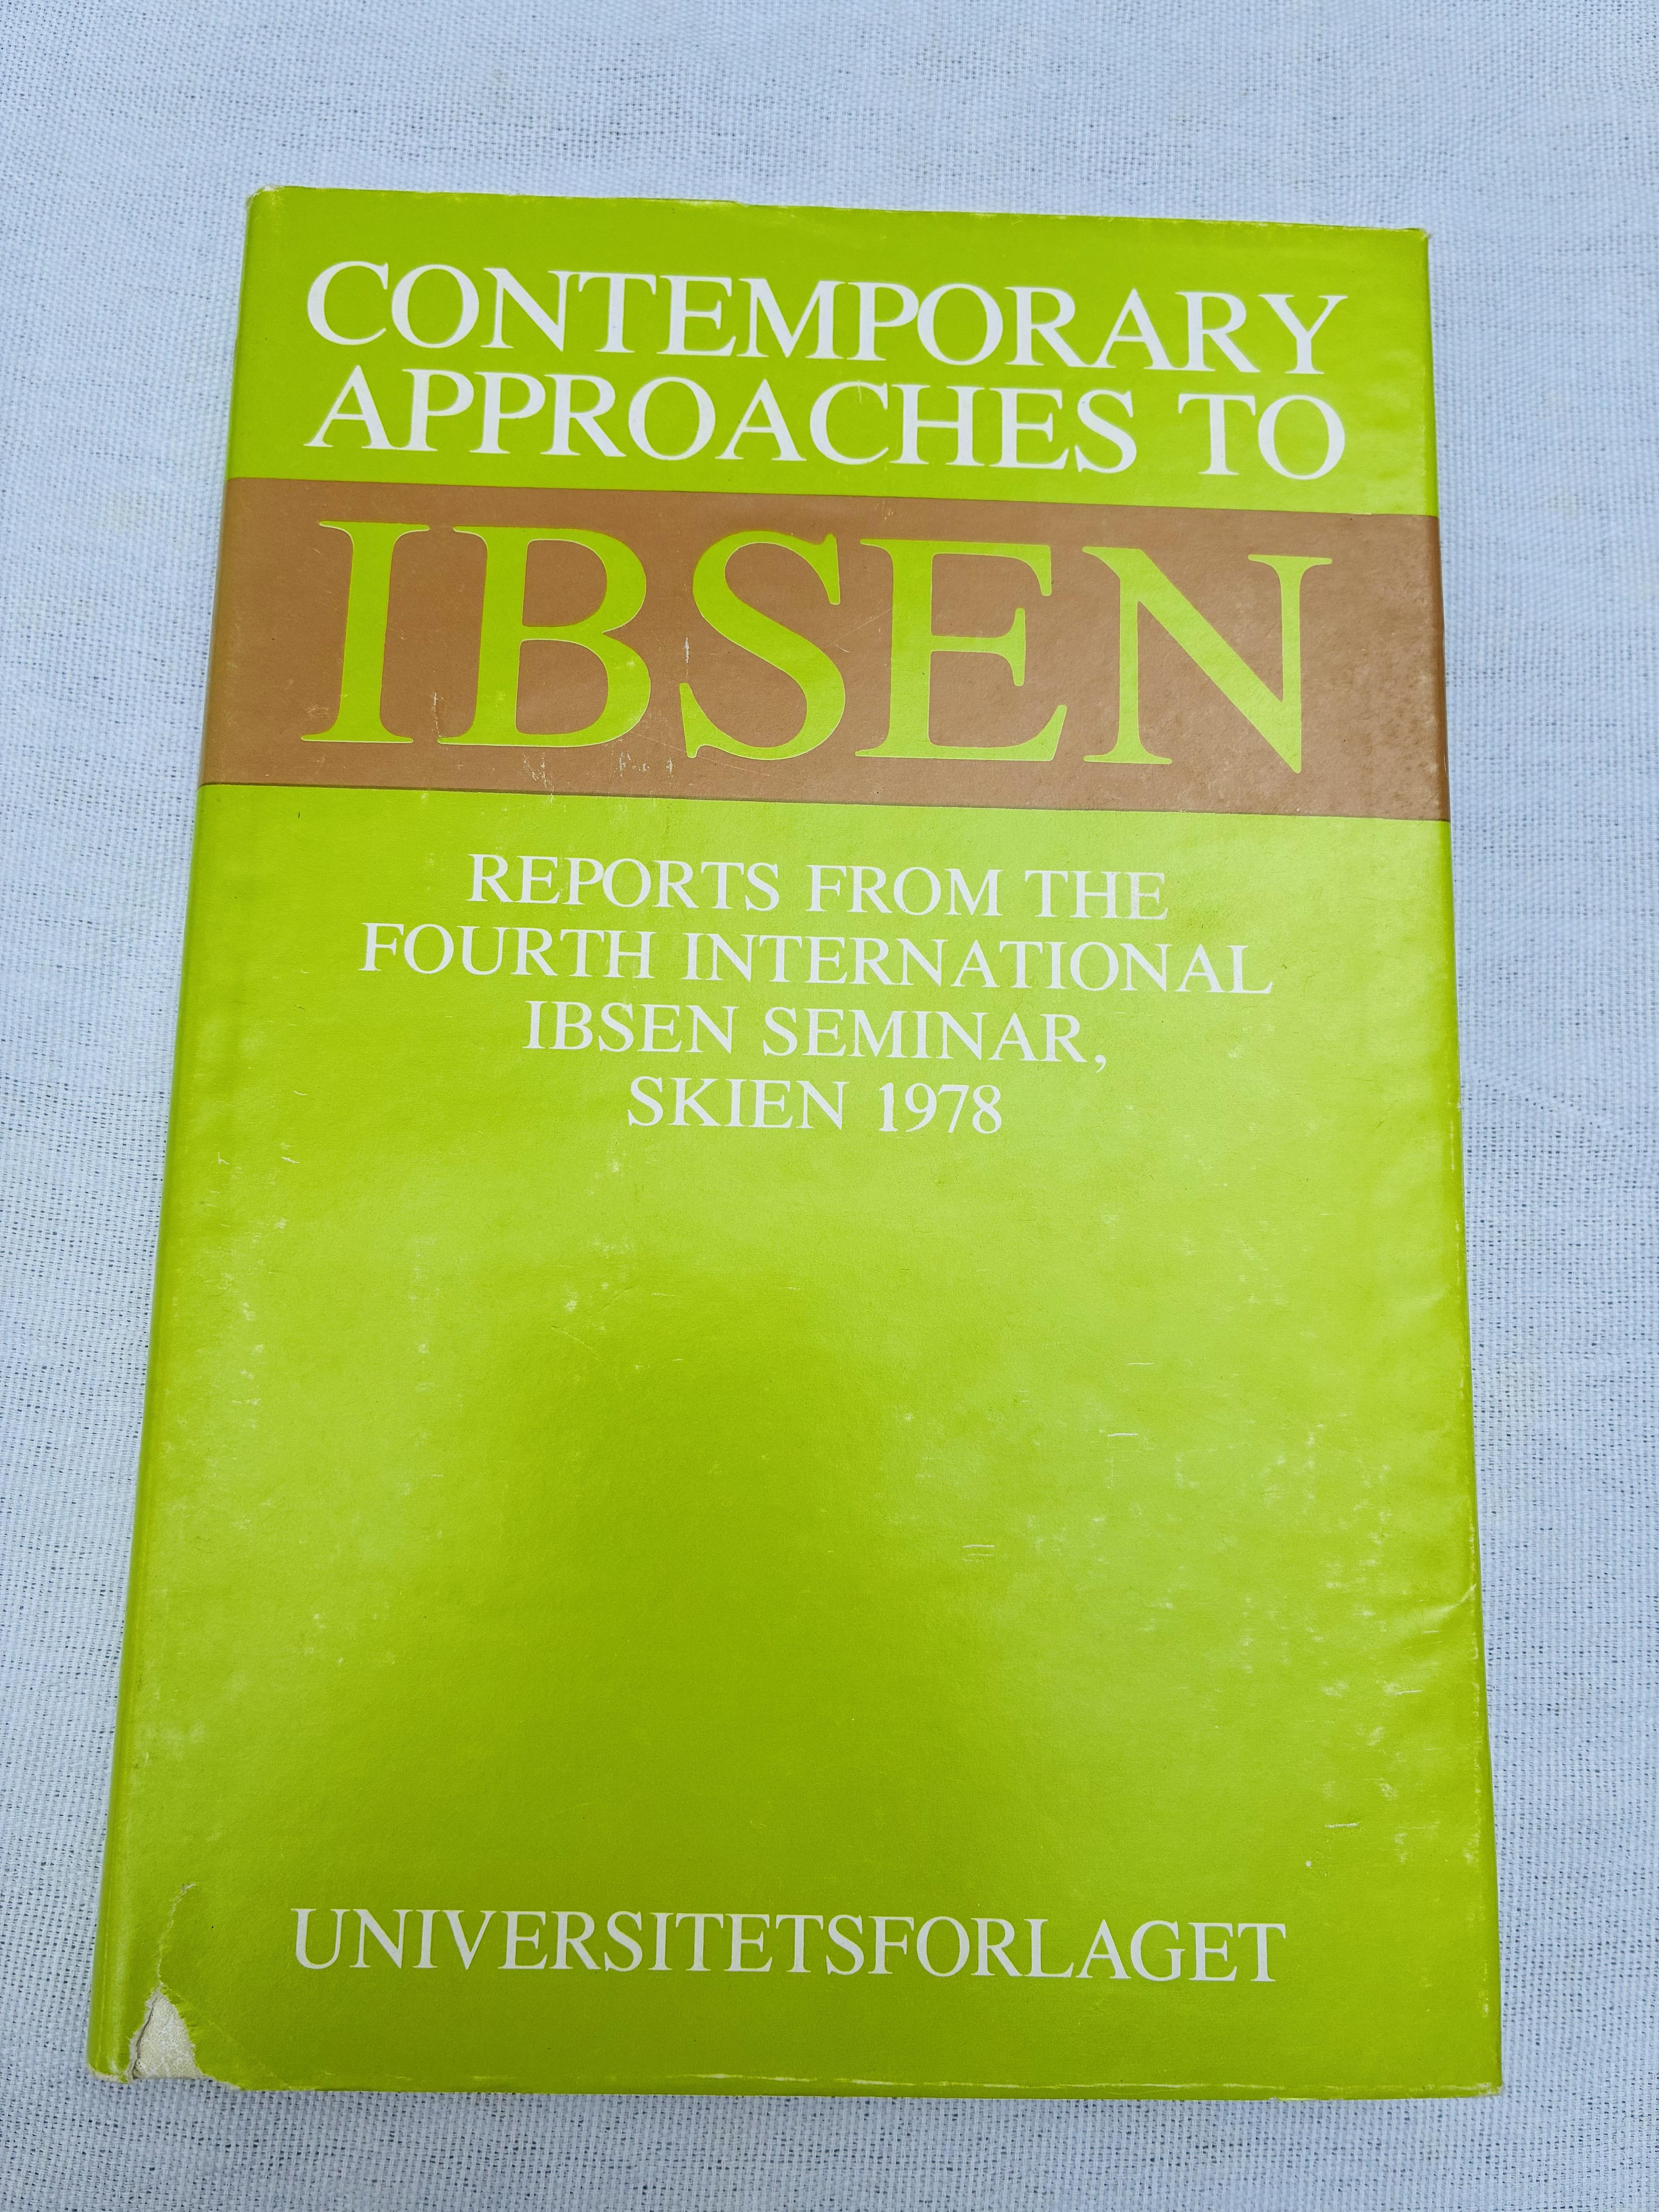 CONTEMPORARY
APPROACHES TO
IBSEN
REPORTS FROM THE
FOURTH INTERNATIONAL
IBSEN SEMINAR,
SKIEN 1978
UNIVERSITETSFORLAGET